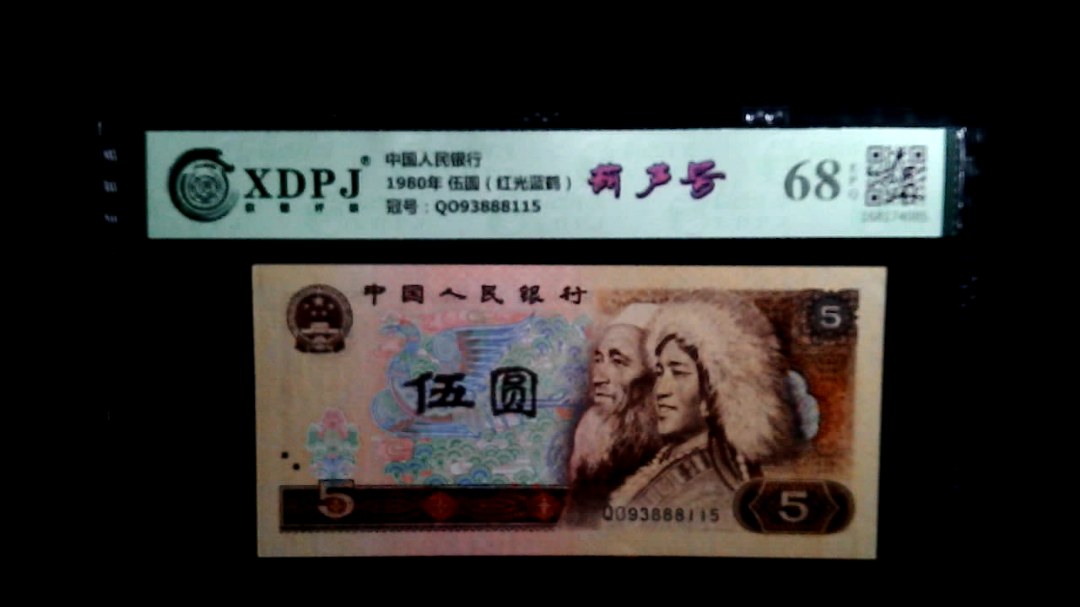 XDPJ®
中国人民银行
1980年 伍圆（红光蓝鹤）
冠号：QO93888115
葫芦号
68
中国人民银行
5
伍圆
5
QO93888115
5